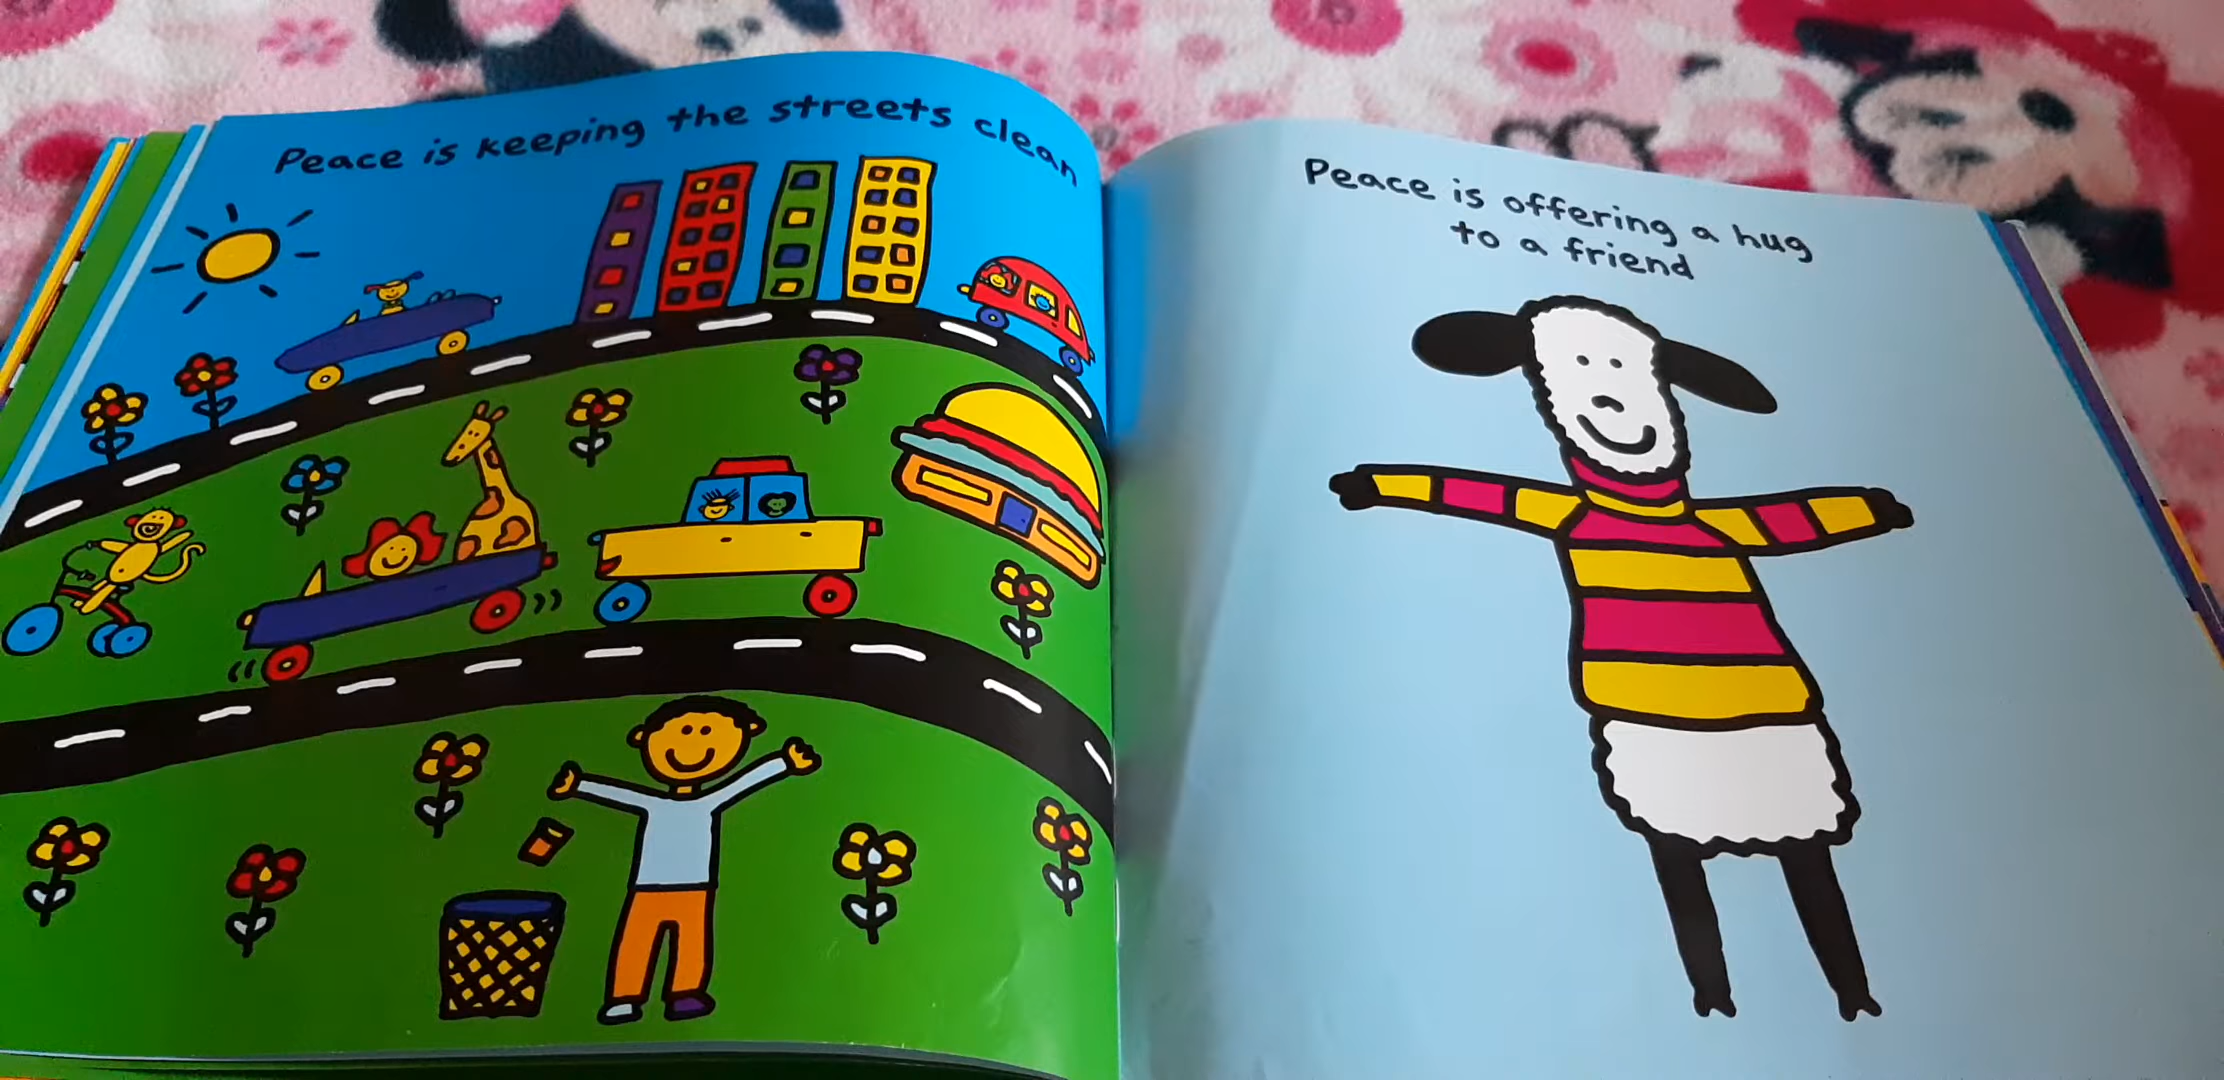 Peace is keeping the streets clean
Peace is offering a hug
to a friend